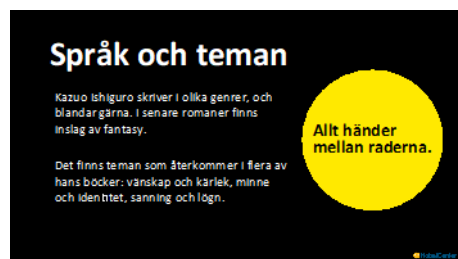 Språk och teman
Kazuo Ishiguro skriver i olika genrer, och
blandar gärna. I senare romaner finns
inslag av fantasy.
Det finns teman som återkommer i flera av
hans böcker: vänskap och kärlek, minne
och identitet, sanning och lögn.
Allt händer
mellan raderna.